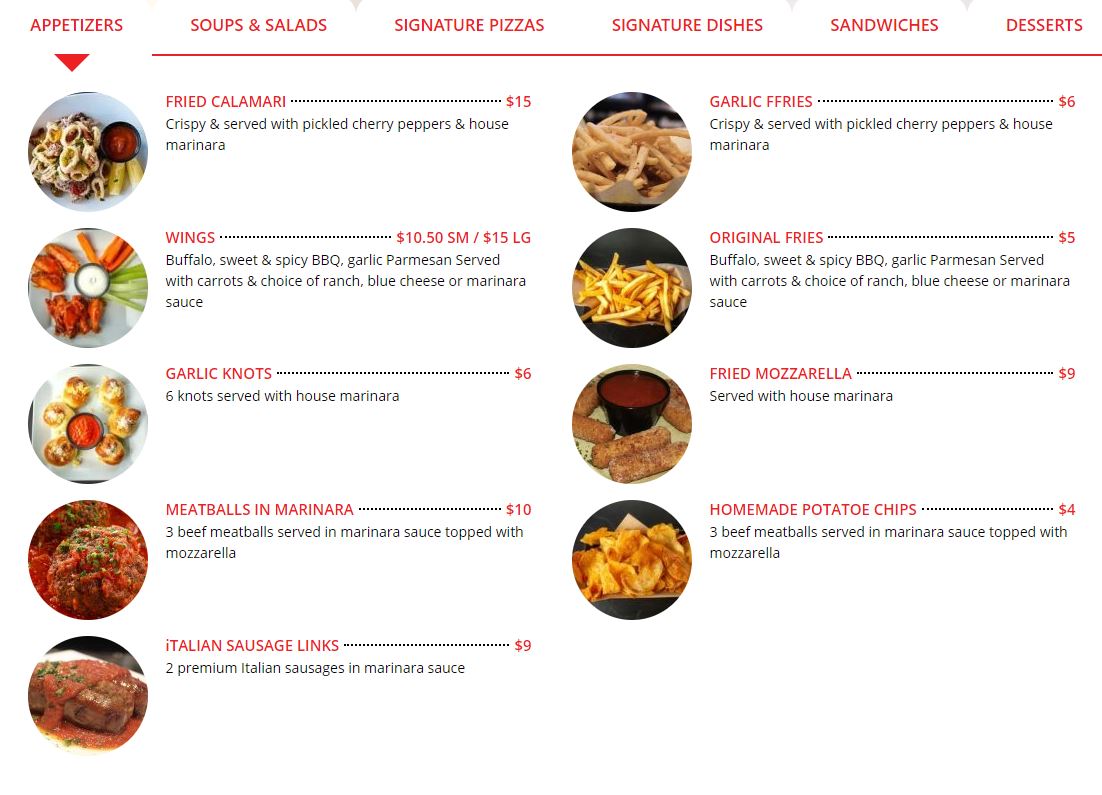 APPETIZERS SOUPS & SALADS SIGNATURE PIZZAS SIGNATURE DISHES SANDWICHES DESSERTS
FRIED CALAMARI $15
Crispy & served with pickled cherry peppers & house
marinara
WINGS $10.50 SM / $15 LG
Buffalo, sweet & spicy BBQ, garlic Parmesan Served
with carrots & choice of ranch, blue cheese or marinara
sauce
GARLIC KNOTS $6
6 knots served with house marinara
MEATBALLS IN MARINARA $10
3 beef meatballs served in marinara sauce topped with
mozzarella
iTALIAN SAUSAGE LINKS $9
2 premium Italian sausages in marinara sauce
GARLIC FFRIES $6
Crispy & served with pickled cherry peppers & house
marinara
ORIGINAL FRIES $5
Buffalo, sweet & spicy BBQ, garlic Parmesan Served
with carrots & choice of ranch, blue cheese or marinara
sauce
FRIED MOZZARELLA $9
Served with house marinara
HOMEMADE POTATOE CHIPS $4
3 beef meatballs served in marinara sauce topped with
mozzarella